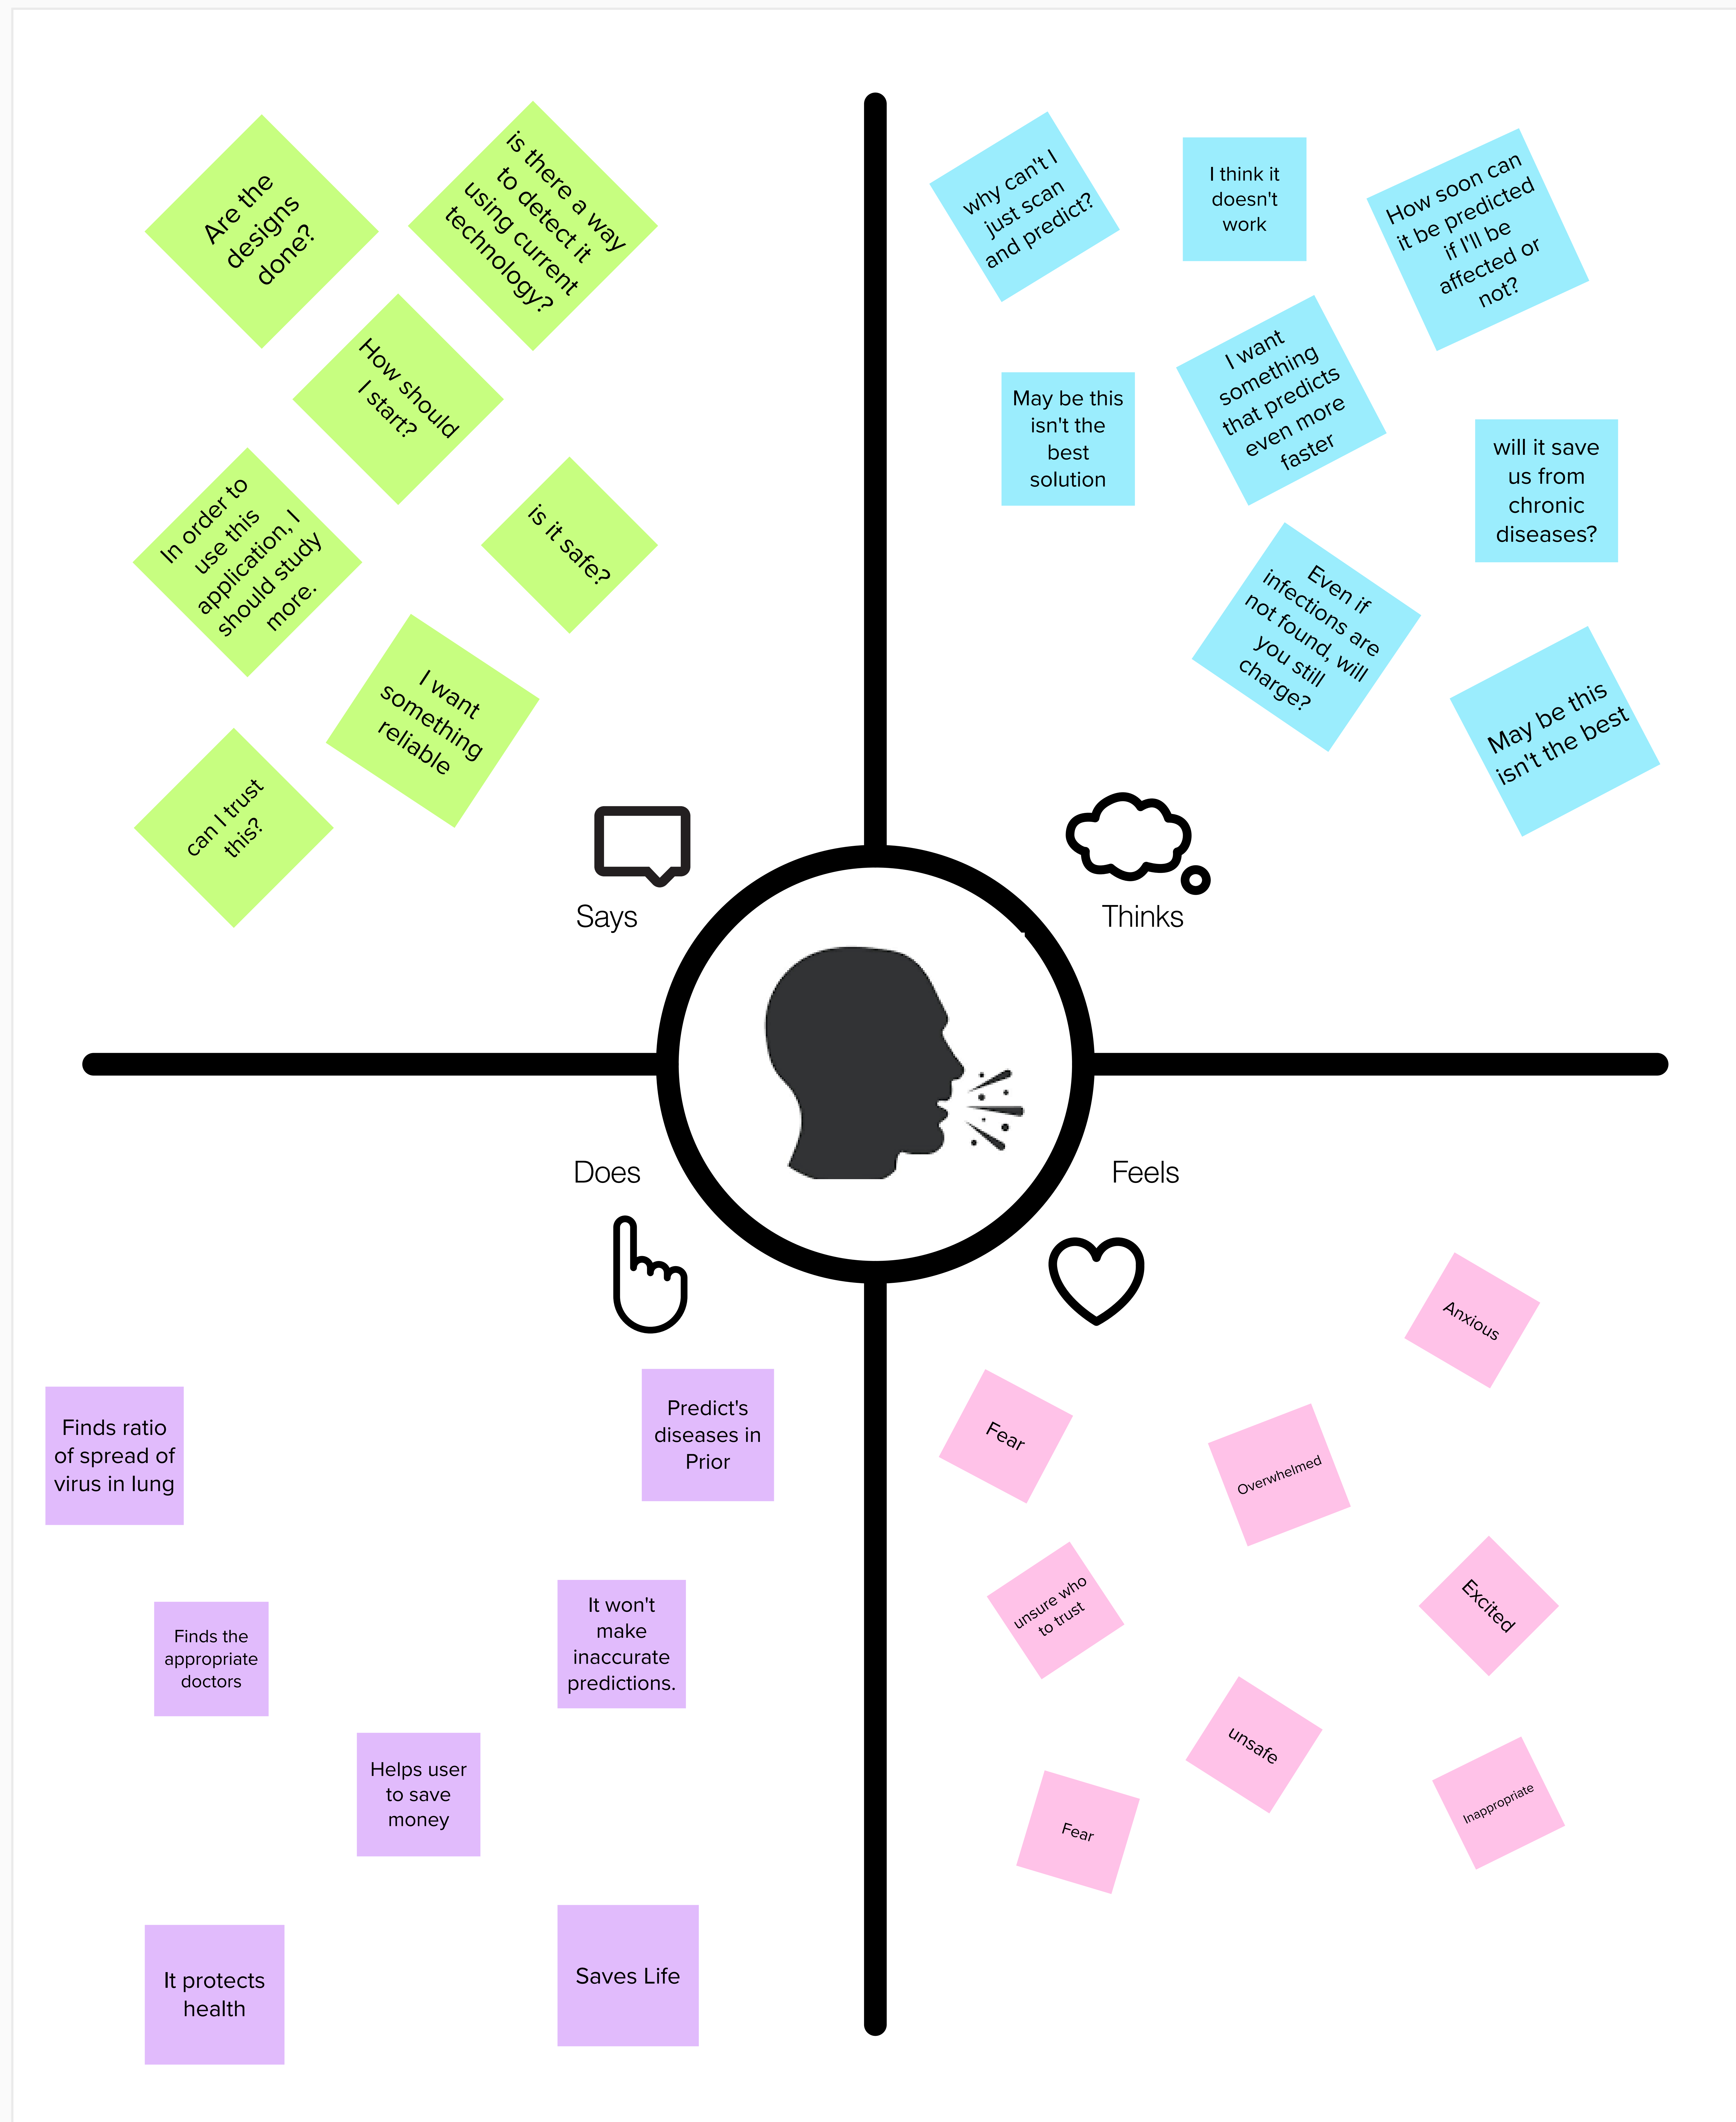 Are the
designs
done?
is there a way
to detect it
using current
technology?
How should
I start?
In order to
use this
application, I
should study
more.
is it safe?
I want
something
reliable
can I trust
this?
Says
why can't I
just scan
and predict?
I think it
doesn't
work
How soon can
it be predicted
if I'll be
affected or
not?
May be this
isn't the
best
solution
I want
something
that predicts
even more
faster
will it save
us from
chronic
diseases?
Even if
infections are
not found, will
you still
charge?
May be this
isn't the best
Thinks
Does
Finds ratio
of spread of
virus in lung
Predict's
diseases in
Prior
Finds the
appropriate
doctors
It won't
make
inaccurate
predictions.
Helps user
to save
money
It protects
health
Saves Life
Feels
Anxious
Fear
Overwhelmed
unsure who
to trust
Excited
unsafe
Fear
Inappropriate